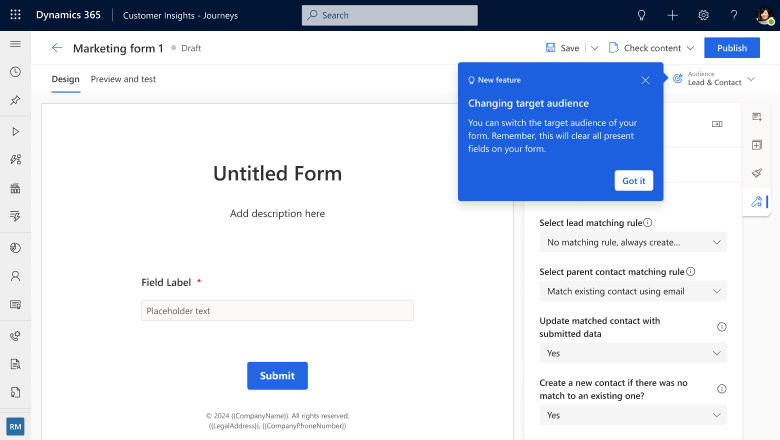 Dynamics 365 Customer Insights - Journeys Search
Marketing form 1 Draft Save Check content Publish
Design Preview and test
Audience
Lead & Contact
New feature
Changing target audience
You can switch the target audience of your
form. Remember, this will clear all present
fields on your form.
Got it
Untitled Form
Add description here
Field Label *
Placeholder text
Submit
© 2024 {{CompanyName}}. All rights reserved.
{{LegalAddress}}, {{CompanyPhoneNumber}}
Select lead matching rule
No matching rule, always create...
Select parent contact matching rule
Match existing contact using email
Update matched contact with
submitted data
Yes
Create a new contact if there was no
match to an existing one?
Yes
RM